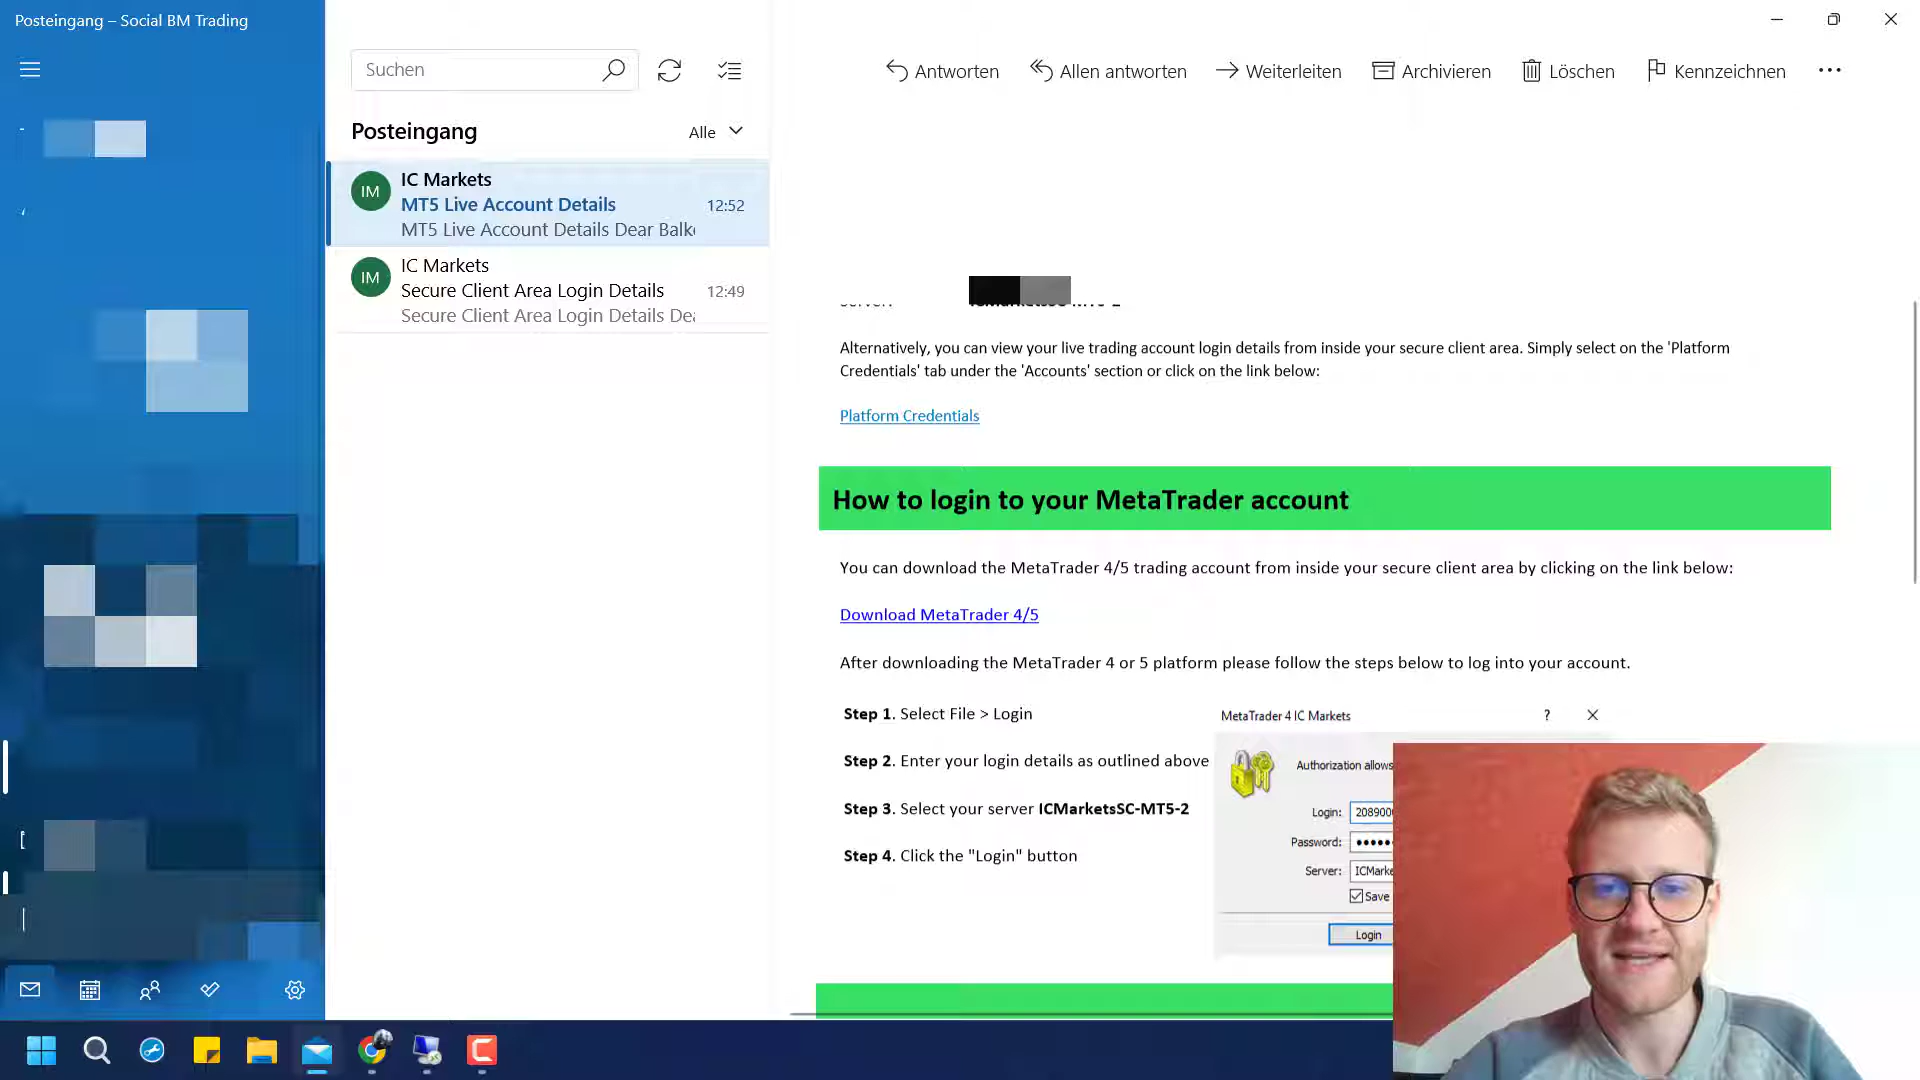 Posteingang – Social BM Trading
Suchen
Antworten
Allen antworten
Weiterleiten
Archivieren
Löschen
Kennzeichnen
Posteingang
Alle
IM
IC Markets
MT5 Live Account Details
12:52
MT5 Live Account Details Dear Balk
IM
IC Markets
Secure Client Area Login Details
12:49
Secure Client Area Login Details De
Alternatively, you can view your live trading account login details from inside your secure client area. Simply select on the 'Platform
Credentials' tab under the 'Accounts' section or click on the link below:
Platform Credentials
How to login to your MetaTrader account
You can download the MetaTrader 4/5 trading account from inside your secure client area by clicking on the link below:
Download MetaTrader 4/5
After downloading the MetaTrader 4 or 5 platform please follow the steps below to log into your account.
Step 1. Select File > Login
Step 2. Enter your login details as outlined above
Step 3. Select your server ICMarketsSC-MT5-2
Step 4. Click the "Login" button
MetaTrader 4 IC Markets
?
Authorization allows
Login: 208900
Password: ••••••
Server: ICMarke
Save
Login